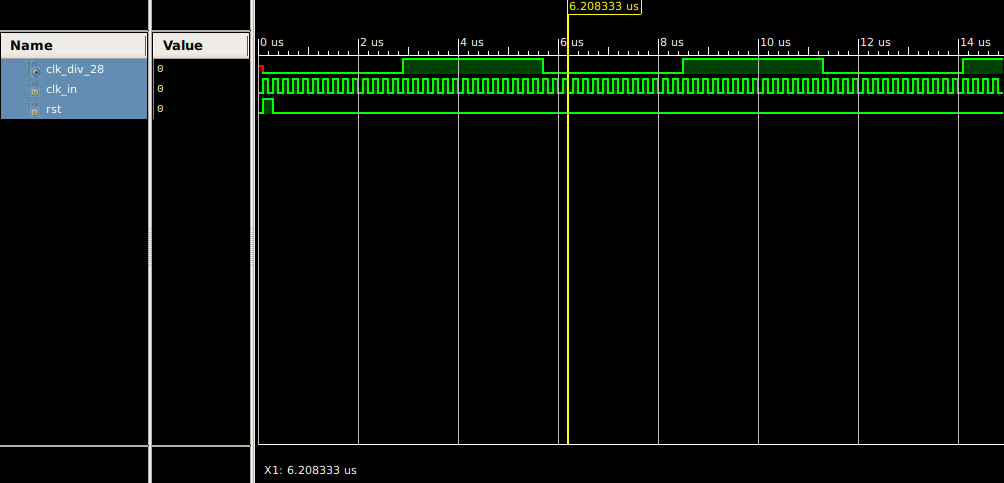 6.208333 us
Name Value
0 us 2 us 4 us 6 us 8 us 10 us 12 us 14 us
clk_div_28 0
clk_in 0
rst 0
X1: 6.208333 us